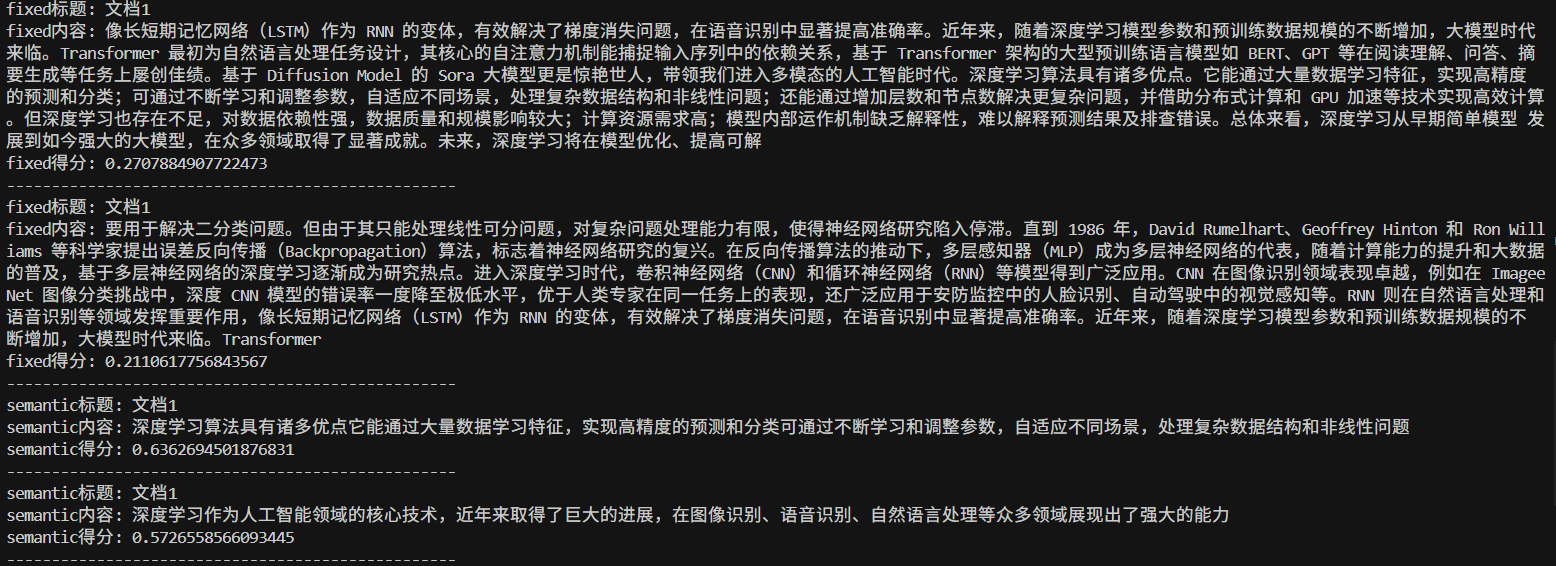 fixed标题: 文档1
fixed内容: 像长短期记忆网络（LSTM）作为 RNN 的变体，有效解决了梯度消失问题，在语音识别中显著提高准确率。近年来，随着深度学习模型参数和预训练数据规模的不断增加，大模型时代
来临。Transformer 最初为自然语言处理任务设计，其核心的自注意力机制能捕捉输入序列中的依赖关系，基于 Transformer 架构的大型预训练语言模型如 BERT、GPT 等在阅读理解、问答、摘
要生成等任务上屡创佳绩。基于 Diffusion Model 的 Sora 大模型更是惊艳世人，带领我们进入多模态的人工智能时代。深度学习算法具有诸多优点。它能通过大量数据学习特征，实现高精度
的预测和分类；可通过不断学习和调整参数，自适应不同场景，处理复杂数据结构和非线性问题；还能通过增加层数和节点数解决更复杂问题，并借助分布式计算和 GPU 加速等技术实现高效计算
。但深度学习也存在不足，对数据依赖性强，数据质量和规模影响较大；计算资源需求高；模型内部运作机制缺乏解释性，难以解释预测结果及排查错误。总体来看，深度学习从早期简单模型 发
展到如今强大的大模型，在众多领域取得了显著成就。未来，深度学习将在模型优化、提高可解
fixed得分: 0.2707884907722473
--------------------------------------------------
fixed标题: 文档1
fixed内容: 要用于解决二分类问题。但由于其只能处理线性可分问题，对复杂问题处理能力有限，使得神经网络研究陷入停滞。直到 1986 年，David Rumelhart、Geoffrey Hinton 和 Ron Will
iams 等科学家提出误差反向传播（Backpropagation）算法，标志着神经网络研究的复兴。在反向传播算法的推动下，多层感知器（MLP）成为多层神经网络的代表，随着计算能力的提升和大数据
的普及，基于多层神经网络的深度学习逐渐成为研究热点。进入深度学习时代，卷积神经网络（CNN）和循环神经网络（RNN）等模型得到广泛应用。CNN 在图像识别领域表现卓越，例如在 Imagee
Net 图像分类挑战中，深度 CNN 模型的错误率一度降至极低水平，优于人类专家在同一任务上的表现，还广泛应用于安防监控中的人脸识别、自动驾驶中的视觉感知等。RNN 则在自然语言处理和
语音识别等领域发挥重要作用，像长短期记忆网络（LSTM）作为 RNN 的变体，有效解决了梯度消失问题，在语音识别中显著提高准确率。近年来，随着深度学习模型参数和预训练数据规模的不
断增加，大模型时代来临。Transformer
fixed得分: 0.2110617756843567
--------------------------------------------------
semantic标题: 文档1
semantic内容: 深度学习算法具有诸多优点它能通过大量数据学习特征，实现高精度的预测和分类可通过不断学习和调整参数，自适应不同场景，处理复杂数据结构和非线性问题
semantic得分: 0.6362694501876831
--------------------------------------------------
semantic标题: 文档1
semantic内容: 深度学习作为人工智能领域的核心技术，近年来取得了巨大的进展，在图像识别、语音识别、自然语言处理等众多领域展现出了强大的能力
semantic得分: 0.5726558566093445
--------------------------------------------------